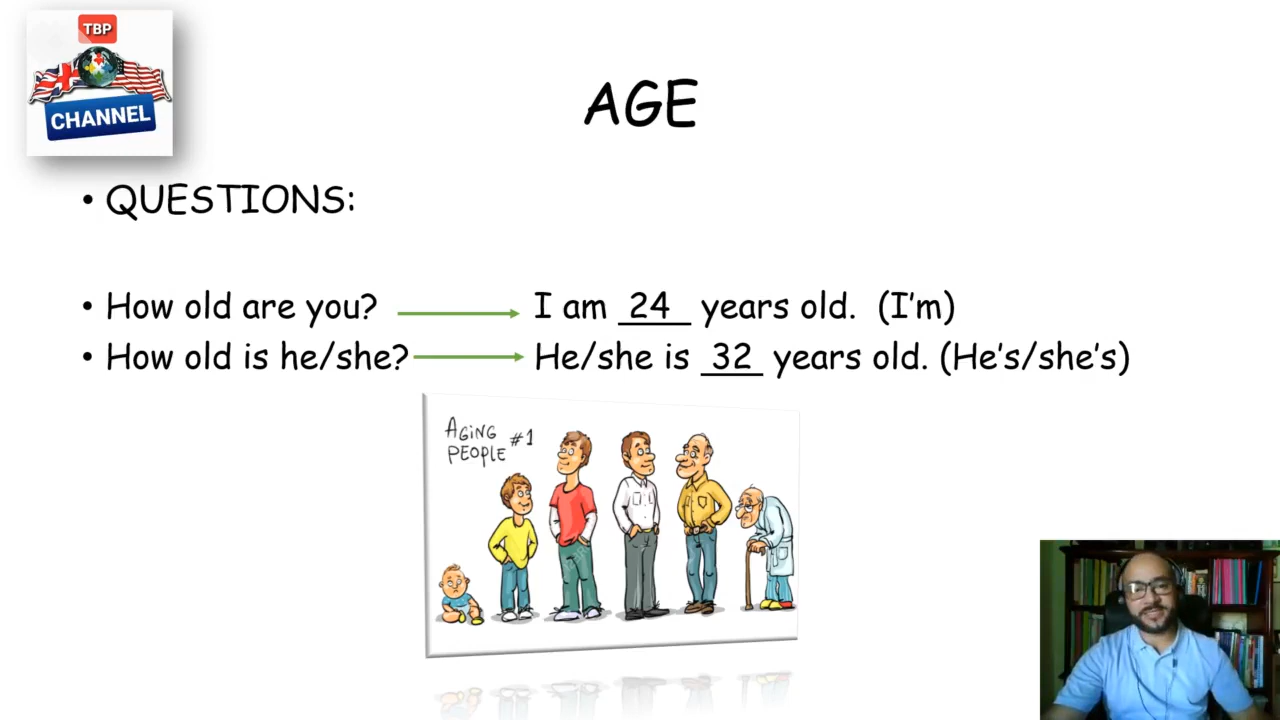 TBP
CHANNEL
AGE
• QUESTIONS:
• How old are you? I am 24 years old. (I'm)
• How old is he/she? He/she is 32 years old. (He's/she's)
AGING
PEOPLE #1